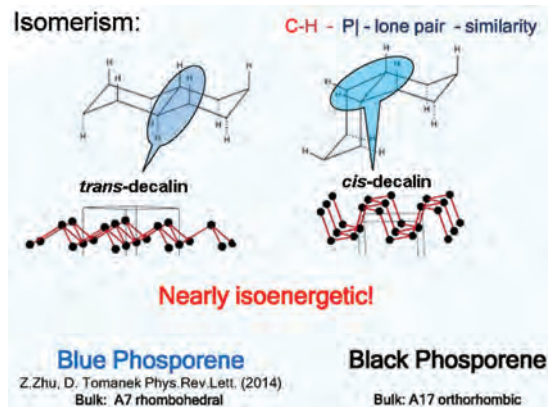 Isomerism: C-H - P| - lone pair - similarity
H H H H H H
H H H H H
trans-decalin cis-decalin
Nearly isoenergetic!
Blue Phosporene Black Phosporene
Z.Zhu, D. Tomanek Phys.Rev.Lett. (2014)
Bulk: A7 rhombohedral Bulk: A17 orthorhombic